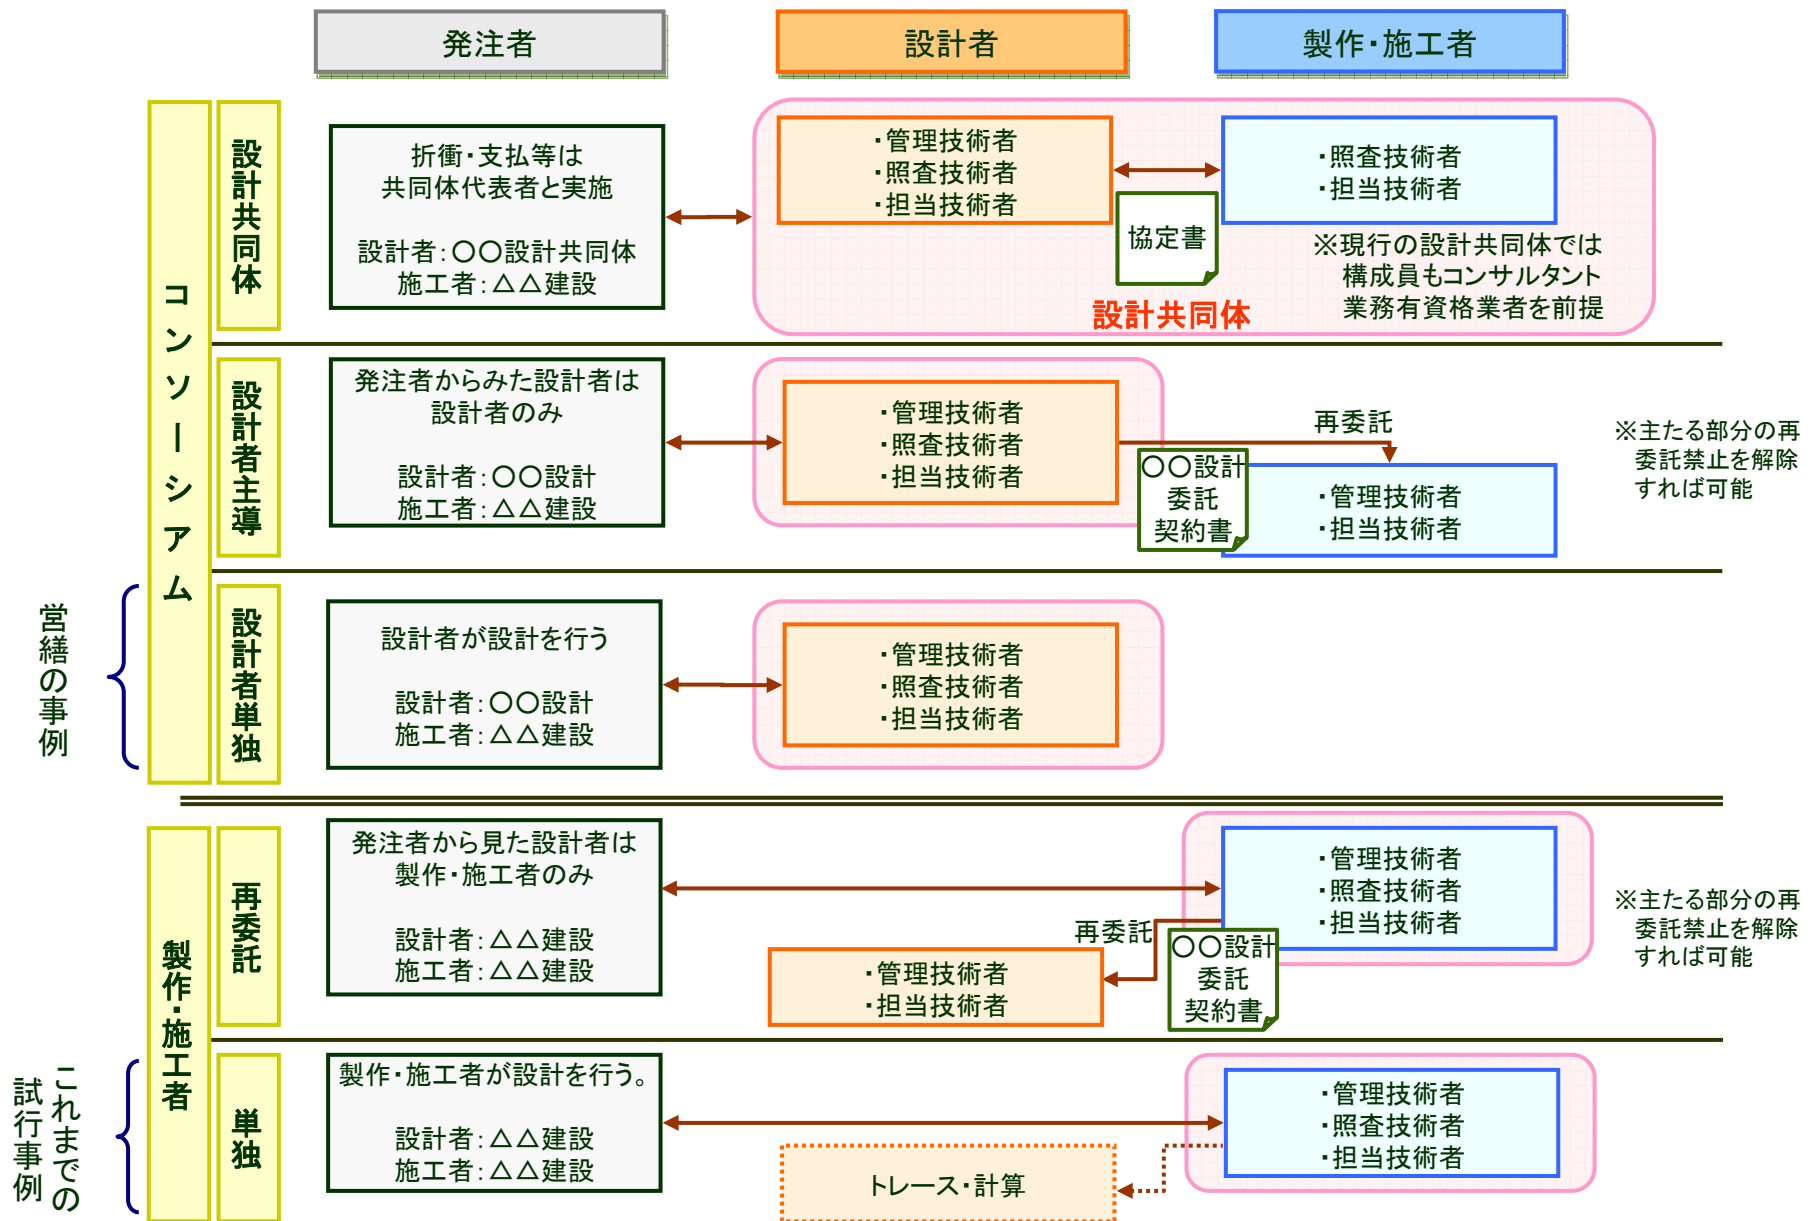 発注者
設計者
製作・施工者
コンソーシアム
設計共同体
折衝・支払等は
共同体代表者と実施
設計者：〇〇設計共同体
施工者：△△建設
・管理技術者
・照査技術者
・担当技術者
協定書
・照査技術者
・担当技術者
※現行の設計共同体では
構成員もコンサルタント
業務有資格業者を前提
設計共同体
設計者主導
発注者からみた設計者は
設計者のみ
設計者：〇〇設計
施工者：△△建設
・管理技術者
・照査技術者
・担当技術者
再委託
〇〇設計
委託
契約書
・管理技術者
・担当技術者
※主たる部分の再
委託禁止を解除
すれば可能
営繕の事例
設計者単独
設計者が設計を行う
設計者：〇〇設計
施工者：△△建設
・管理技術者
・照査技術者
・担当技術者
製作・施工者
再委託
発注者から見た設計者は
製作・施工者のみ
設計者：△△建設
施工者：△△建設
・管理技術者
・照査技術者
・担当技術者
再委託
〇〇設計
委託
契約書
・管理技術者
・担当技術者
※主たる部分の再
委託禁止を解除
すれば可能
これまでの
試行事例
単独
製作・施工者が設計を行う。
設計者：△△建設
施工者：△△建設
・管理技術者
・照査技術者
・担当技術者
トレース・計算